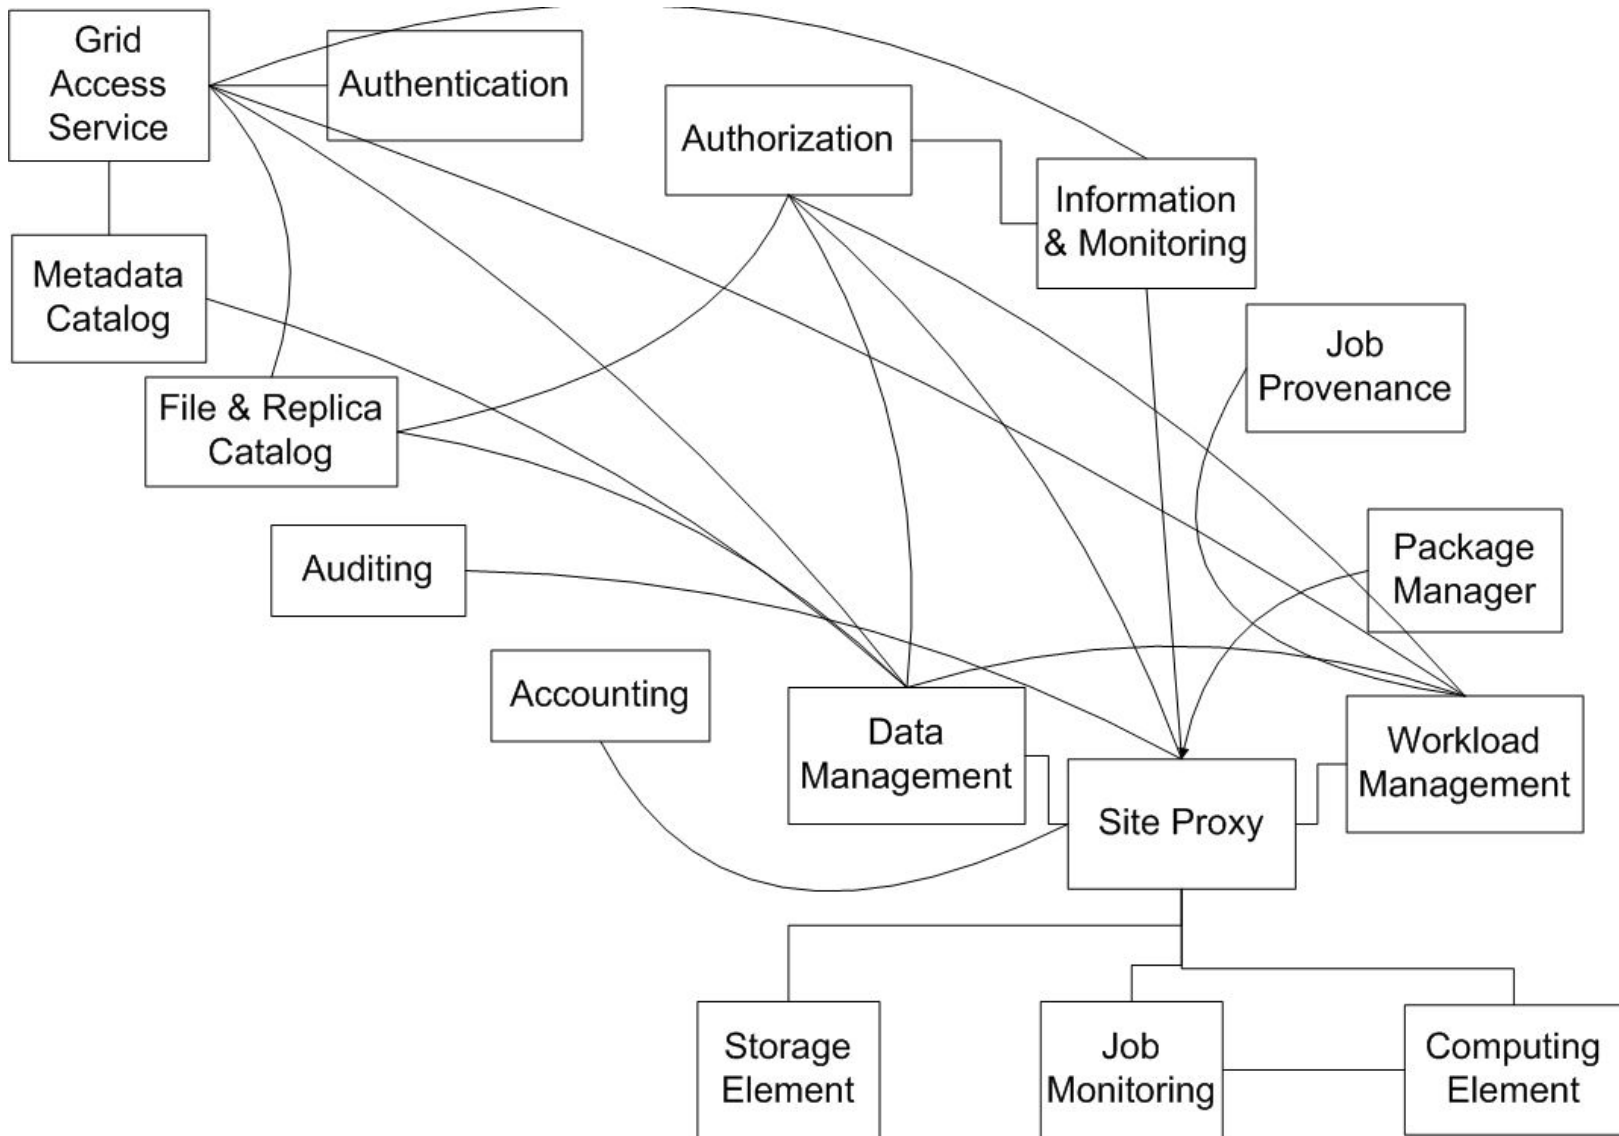 Grid
Access
Service
Authentication
Authorization
Information
& Monitoring
Metadata
Catalog
Job
Provenance
File & Replica
Catalog
Package
Manager
Auditing
Accounting
Data
Management
Workload
Management
Site Proxy
Storage
Element
Job
Monitoring
Computing
Element